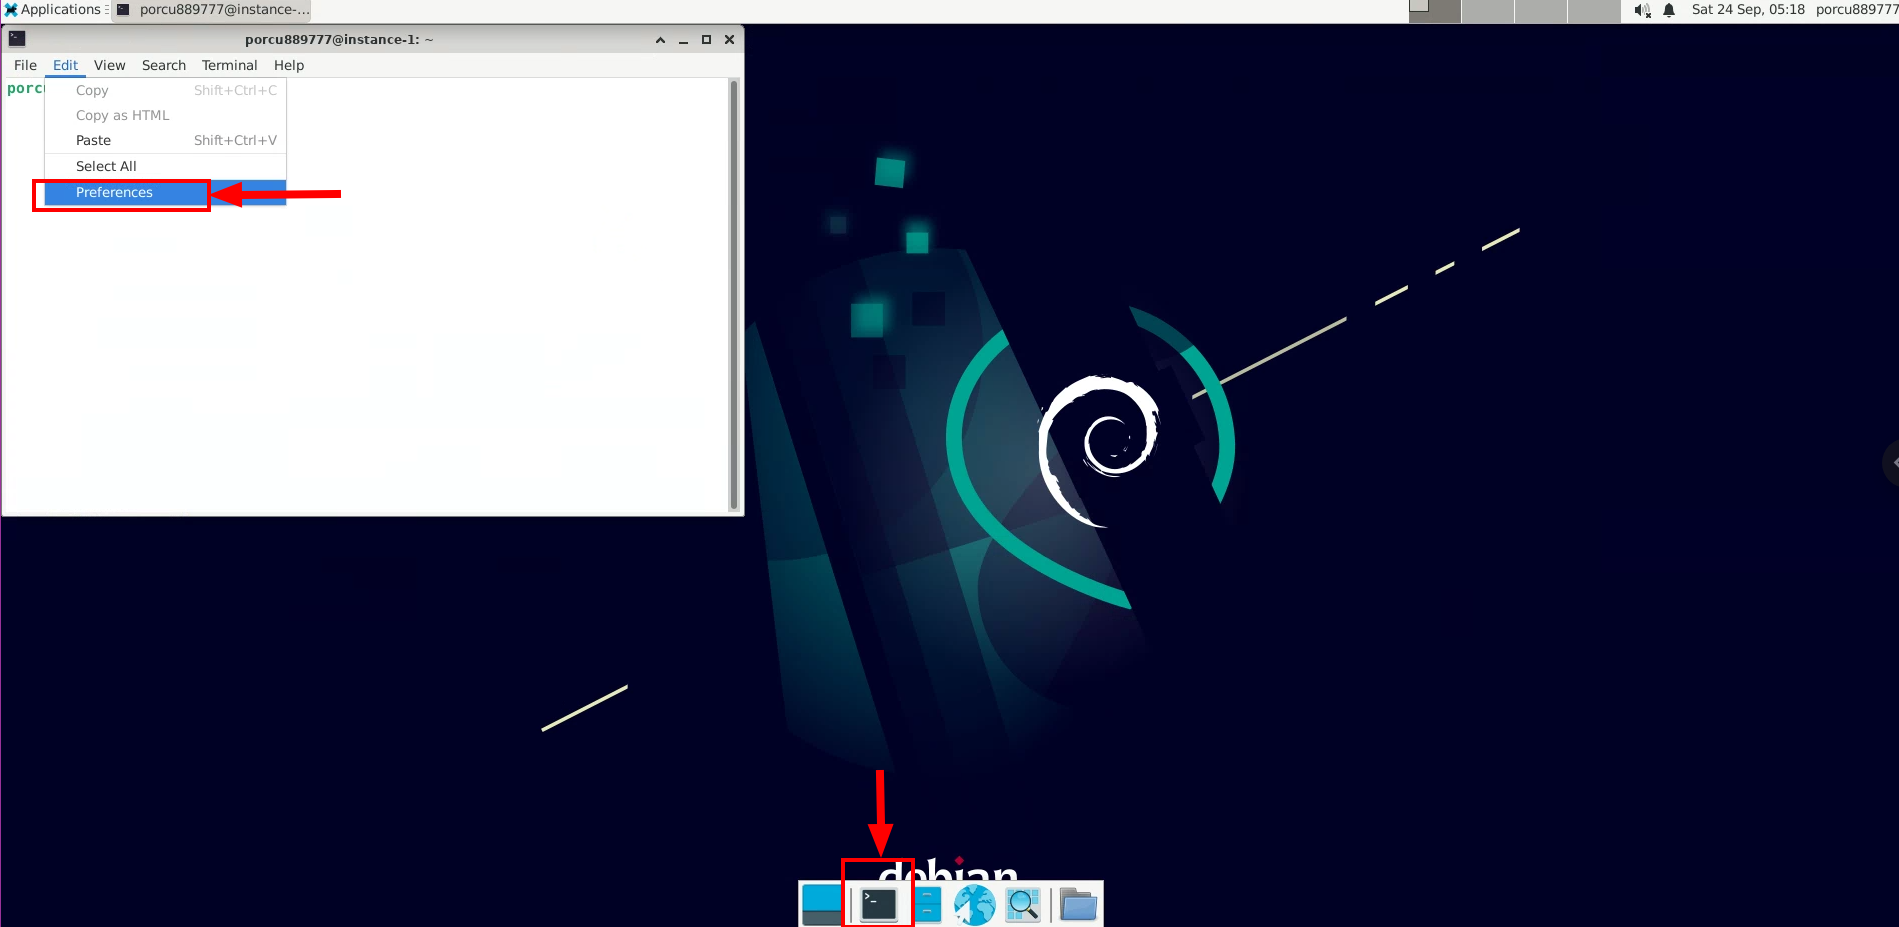 Applications
porcu889777@instance-...
Sat 24 Sep, 05:18 porcu889777
porcu889777@instance-1: ~
File Edit View Search Terminal Help
porcu
Copy Shift+Ctrl+C
Copy as HTML
Paste Shift+Ctrl+V
Select All
Preferences
debian
>_